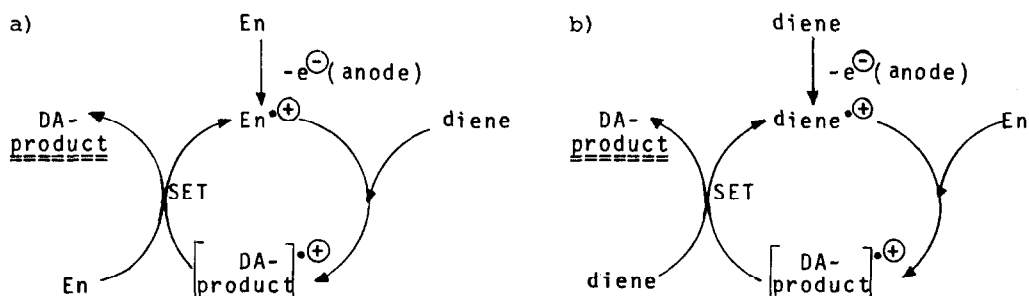 a)
En
-e⊖(anode)
DA-
product
En•⊕
diene
SET
En
[DA-
product]•⊕
b)
diene
-e⊖(anode)
DA-
product
diene•⊕
En
SET
diene
[DA-
product]•⊕